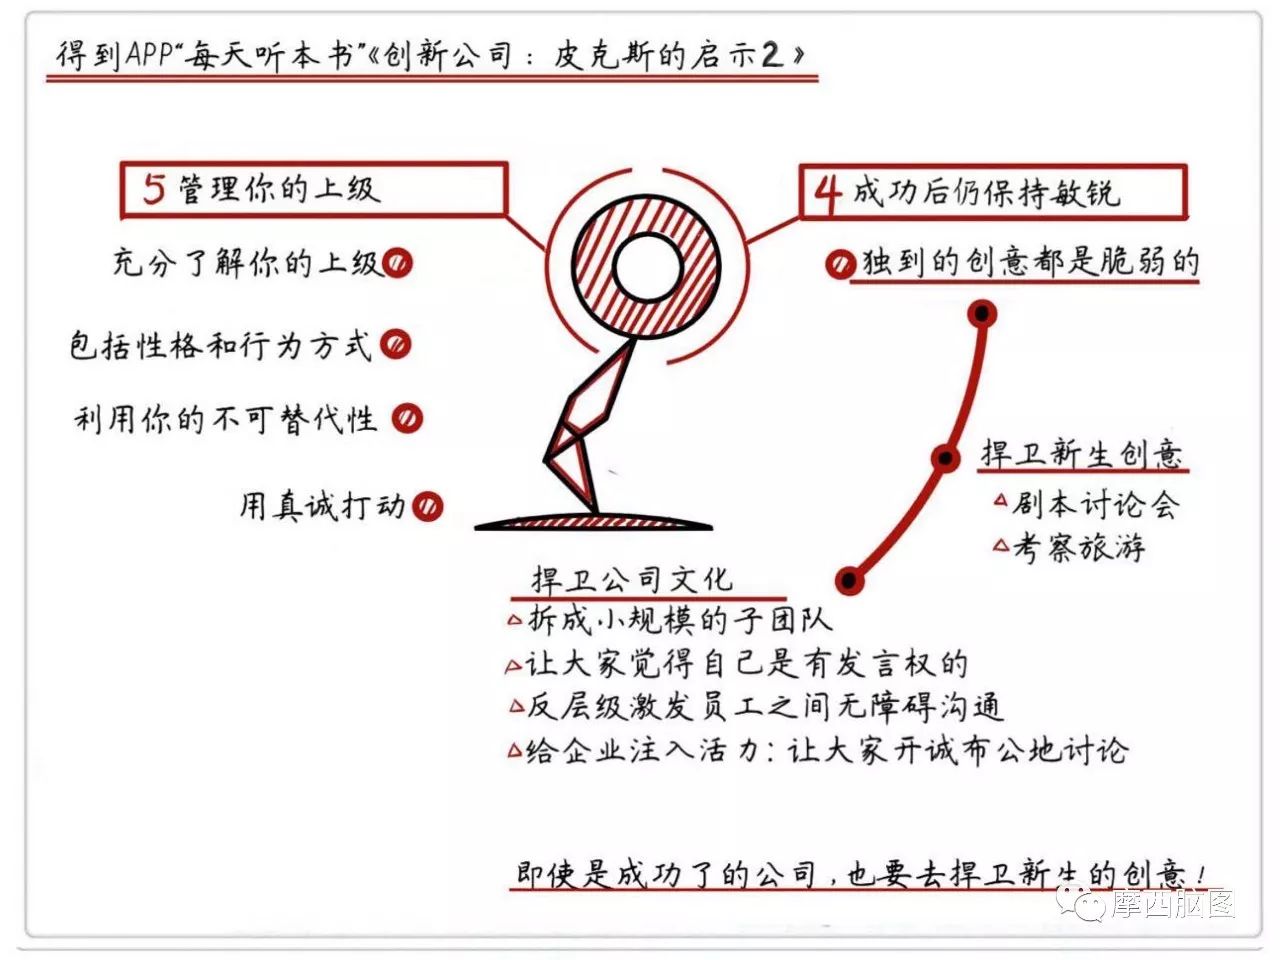 得到APP“每天听本书”《创新公司：皮克斯的启示2》
5 管理你的上级
充分了解你的上级
包括性格和行为方式
利用你的不可替代性
用真诚打动
4 成功后仍保持敏锐
独到的创意都是脆弱的
捍卫新生创意
剧本讨论会
考察旅游
捍卫公司文化
拆成小规模的子团队
让大家觉得自己是有发言权的
反层级激发员工之间无障碍沟通
给企业注入活力：让大家开诚布公地讨论
即使是成功了的公司，也要去捍卫新生的创意！
摩西脑图